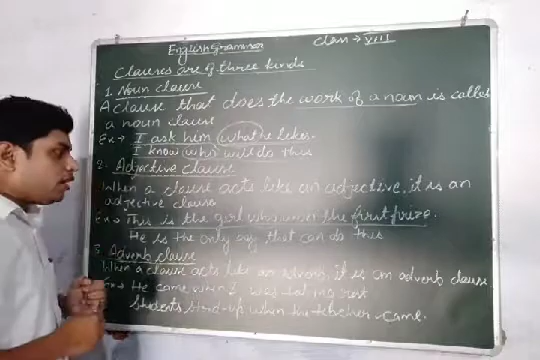 English Grammar Class → VIII
Clauses are of three kinds
1. Noun clause
A clause that does the work of a noun is called
a noun clause
Ex → I ask him what he likes.
I know who will do this
2. Adjective clause
When a clause acts like an adjective, it is an
adjective clause
Ex → This is the girl who won the first prize.
He is the only boy that can do this
3. Adverb clause
When a clause acts like an adverb, it is an adverb clause
Ex → He came when I was taking rest
Students stood up when the teacher came.